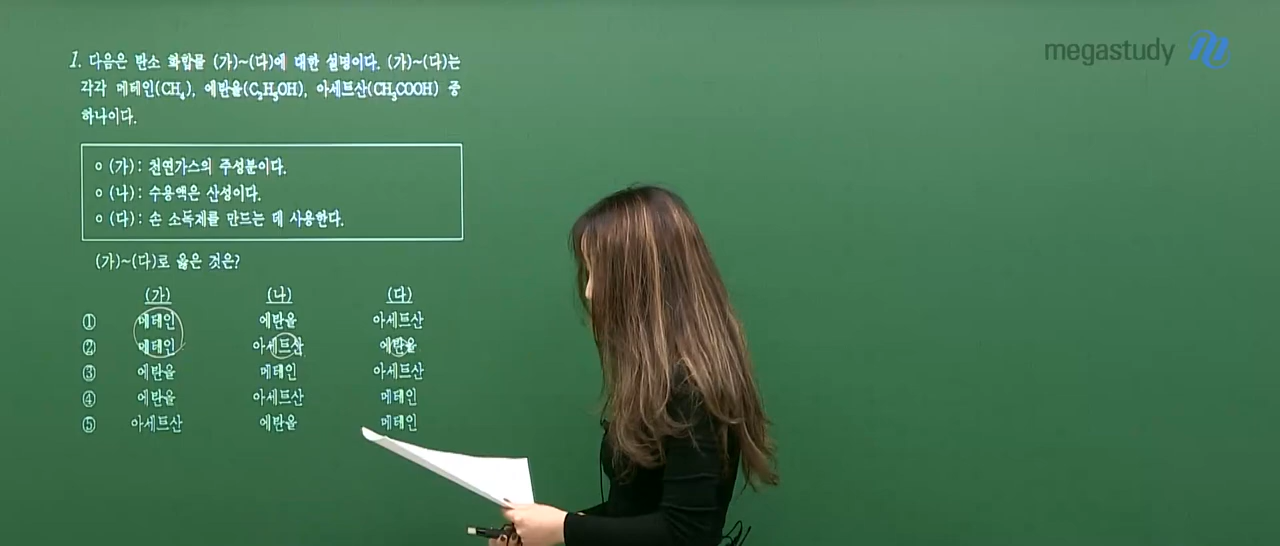 megastudy
1. 다음은 탄소 화합물 (가)~(다)에 대한 설명이다. (가)~(다)는
각각 메테인(CH₄), 에탄올(C₂H₅OH), 아세트산(CH₃COOH) 중
하나이다.
○ (가): 천연가스의 주성분이다.
○ (나): 수용액은 산성이다.
○ (다): 손 소독제를 만드는 데 사용한다.
(가)~(다)로 옳은 것은?
(가) (나) (다)
① 메테인 에탄올 아세트산
② 메테인 아세트산 에탄올
③ 에탄올 메테인 아세트산
④ 에탄올 아세트산 메테인
⑤ 아세트산 에탄올 메테인